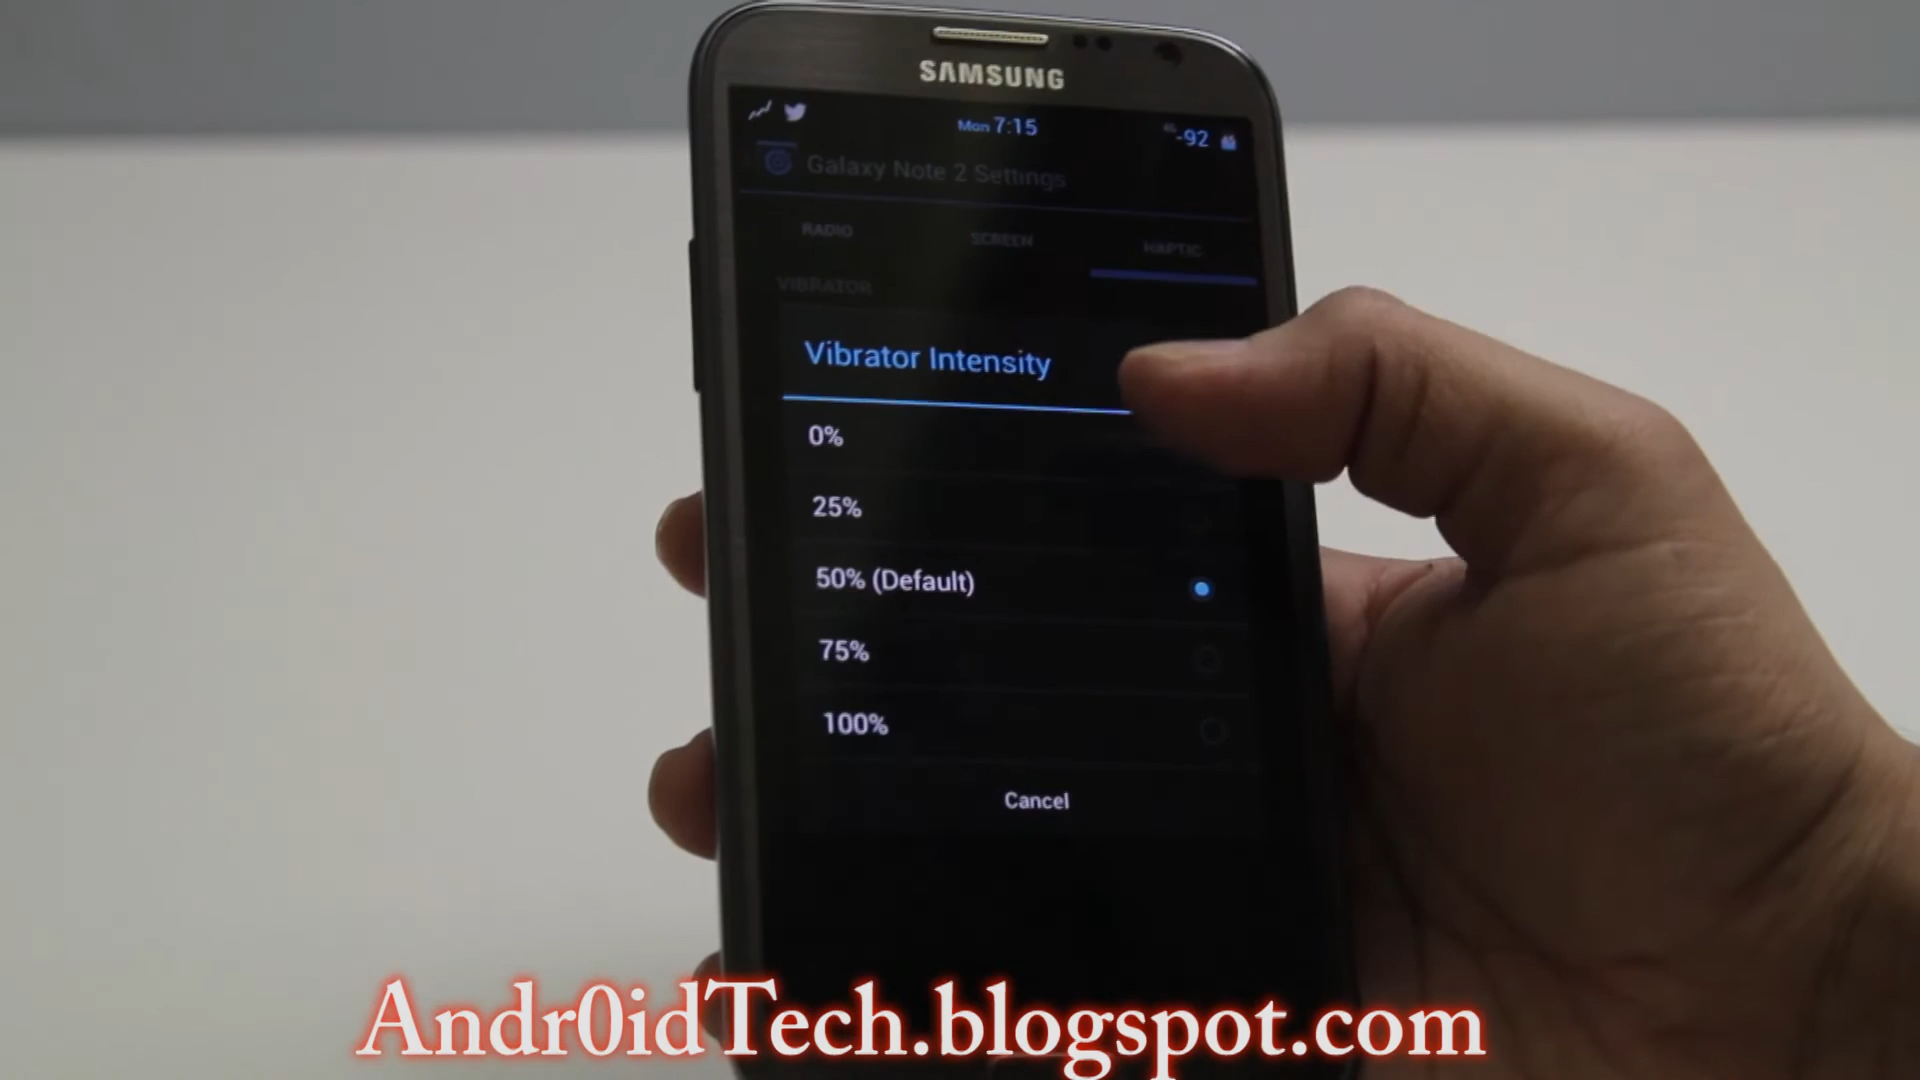 SAMSUNG
Mon 7:15
4G -92
Galaxy Note 2 Settings
RADIO SCREEN HAPTIC
VIBRATOR
Vibrator Intensity
0%
25%
50% (Default)
75%
100%
Cancel
Andr0idTech.blogspot.com